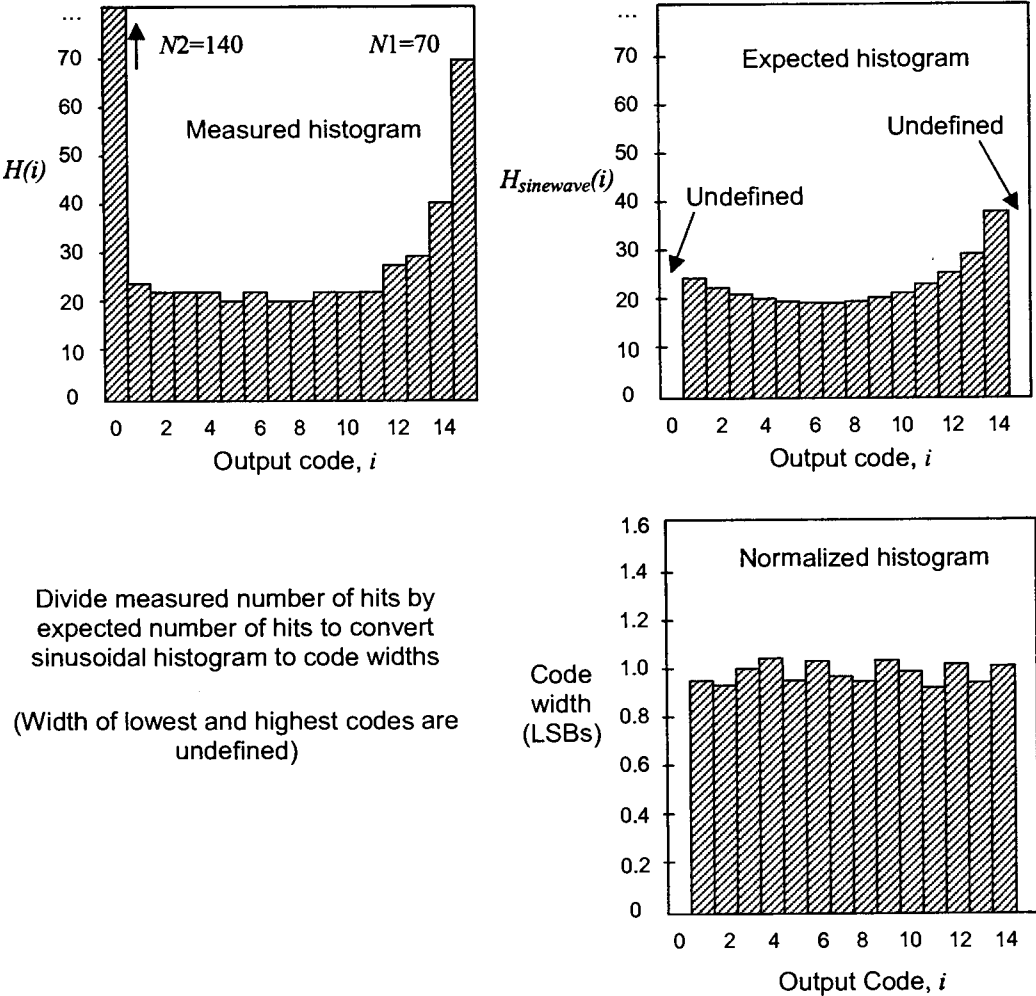 ...
N2=140
N1=70
70
60
50
40
30
20
10
0
H(i)
Measured histogram
0 2 4 6 8 10 12 14
Output code, i
...
70
60
50
40
30
20
10
0
Hsinewave(i)
Expected histogram
Undefined
Undefined
0 2 4 6 8 10 12 14
Output code, i
Divide measured number of hits by
expected number of hits to convert
sinusoidal histogram to code widths
(Width of lowest and highest codes are
undefined)
1.6
1.4
1.2
1.0
0.8
0.6
0.4
0.2
0
Code
width
(LSBs)
Normalized histogram
0 2 4 6 8 10 12 14
Output Code, i